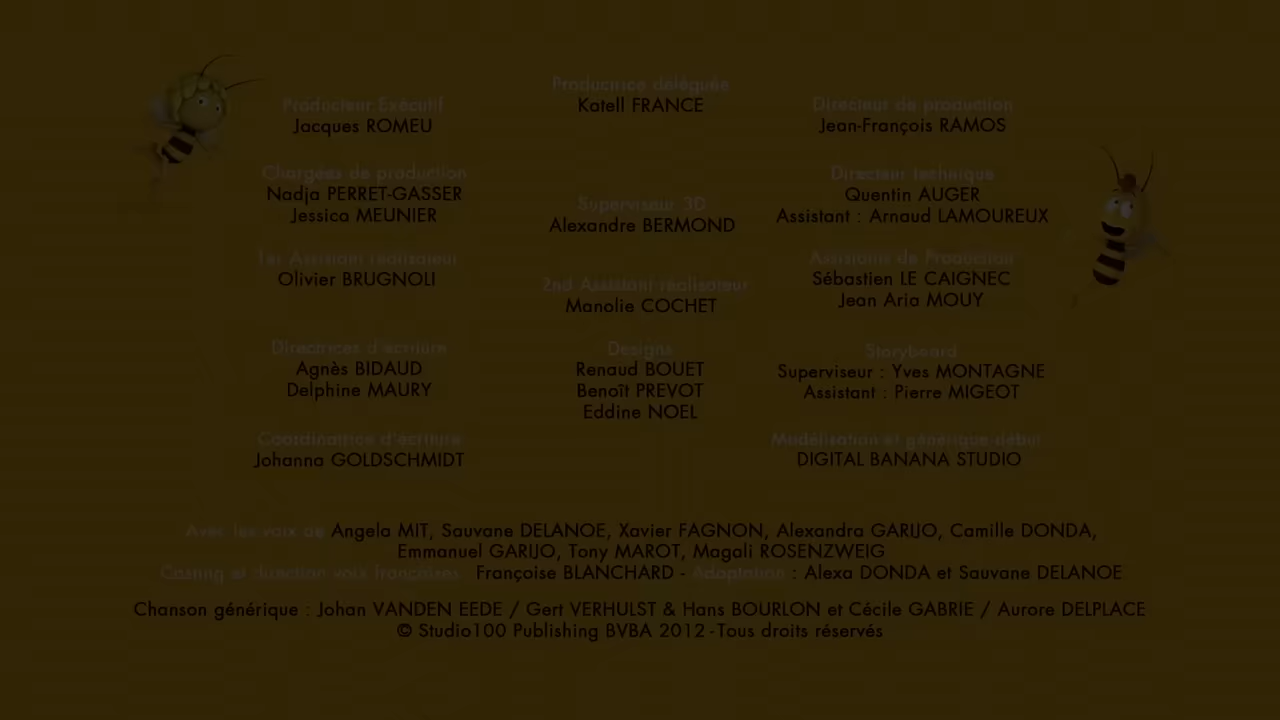 Productrice déléguée
Katell FRANCE
Producteur Exécutif
Jacques ROMEU
Directeur de production
Jean-François RAMOS
Chargées de production
Nadja PERRET-GASSER
Jessica MEUNIER
Superviseur 3D
Alexandre BERMOND
Directeur technique
Quentin AUGER
Assistant : Arnaud LAMOUREUX
1er Assistant réalisateur
Olivier BRUGNOLI
2nd Assistant réalisateur
Manolie COCHET
Assistants de Production
Sébastien LE CAIGNEC
Jean Aria MOUY
Directrices d'écriture
Agnès BIDAUD
Delphine MAURY
Designs
Renaud BOUET
Benoît PREVOT
Eddine NOEL
Storyboard
Superviseur : Yves MONTAGNE
Assistant : Pierre MIGEOT
Coordinatrice d'écriture
Johanna GOLDSCHMIDT
Modélisation et générique début
DIGITAL BANANA STUDIO
Avec les voix de Angela MIT, Sauvane DELANOE, Xavier FAGNON, Alexandra GARIJO, Camille DONDA,
Emmanuel GARIJO, Tony MAROT, Magali ROSENZWEIG
Casting et direction voix françaises Françoise BLANCHARD - Adaptation : Alexa DONDA et Sauvane DELANOE
Chanson générique : Johan VANDEN EEDE / Gert VERHULST & Hans BOURLON et Cécile GABRIE / Aurore DELPLACE
© Studio100 Publishing BVBA 2012 - Tous droits réservés